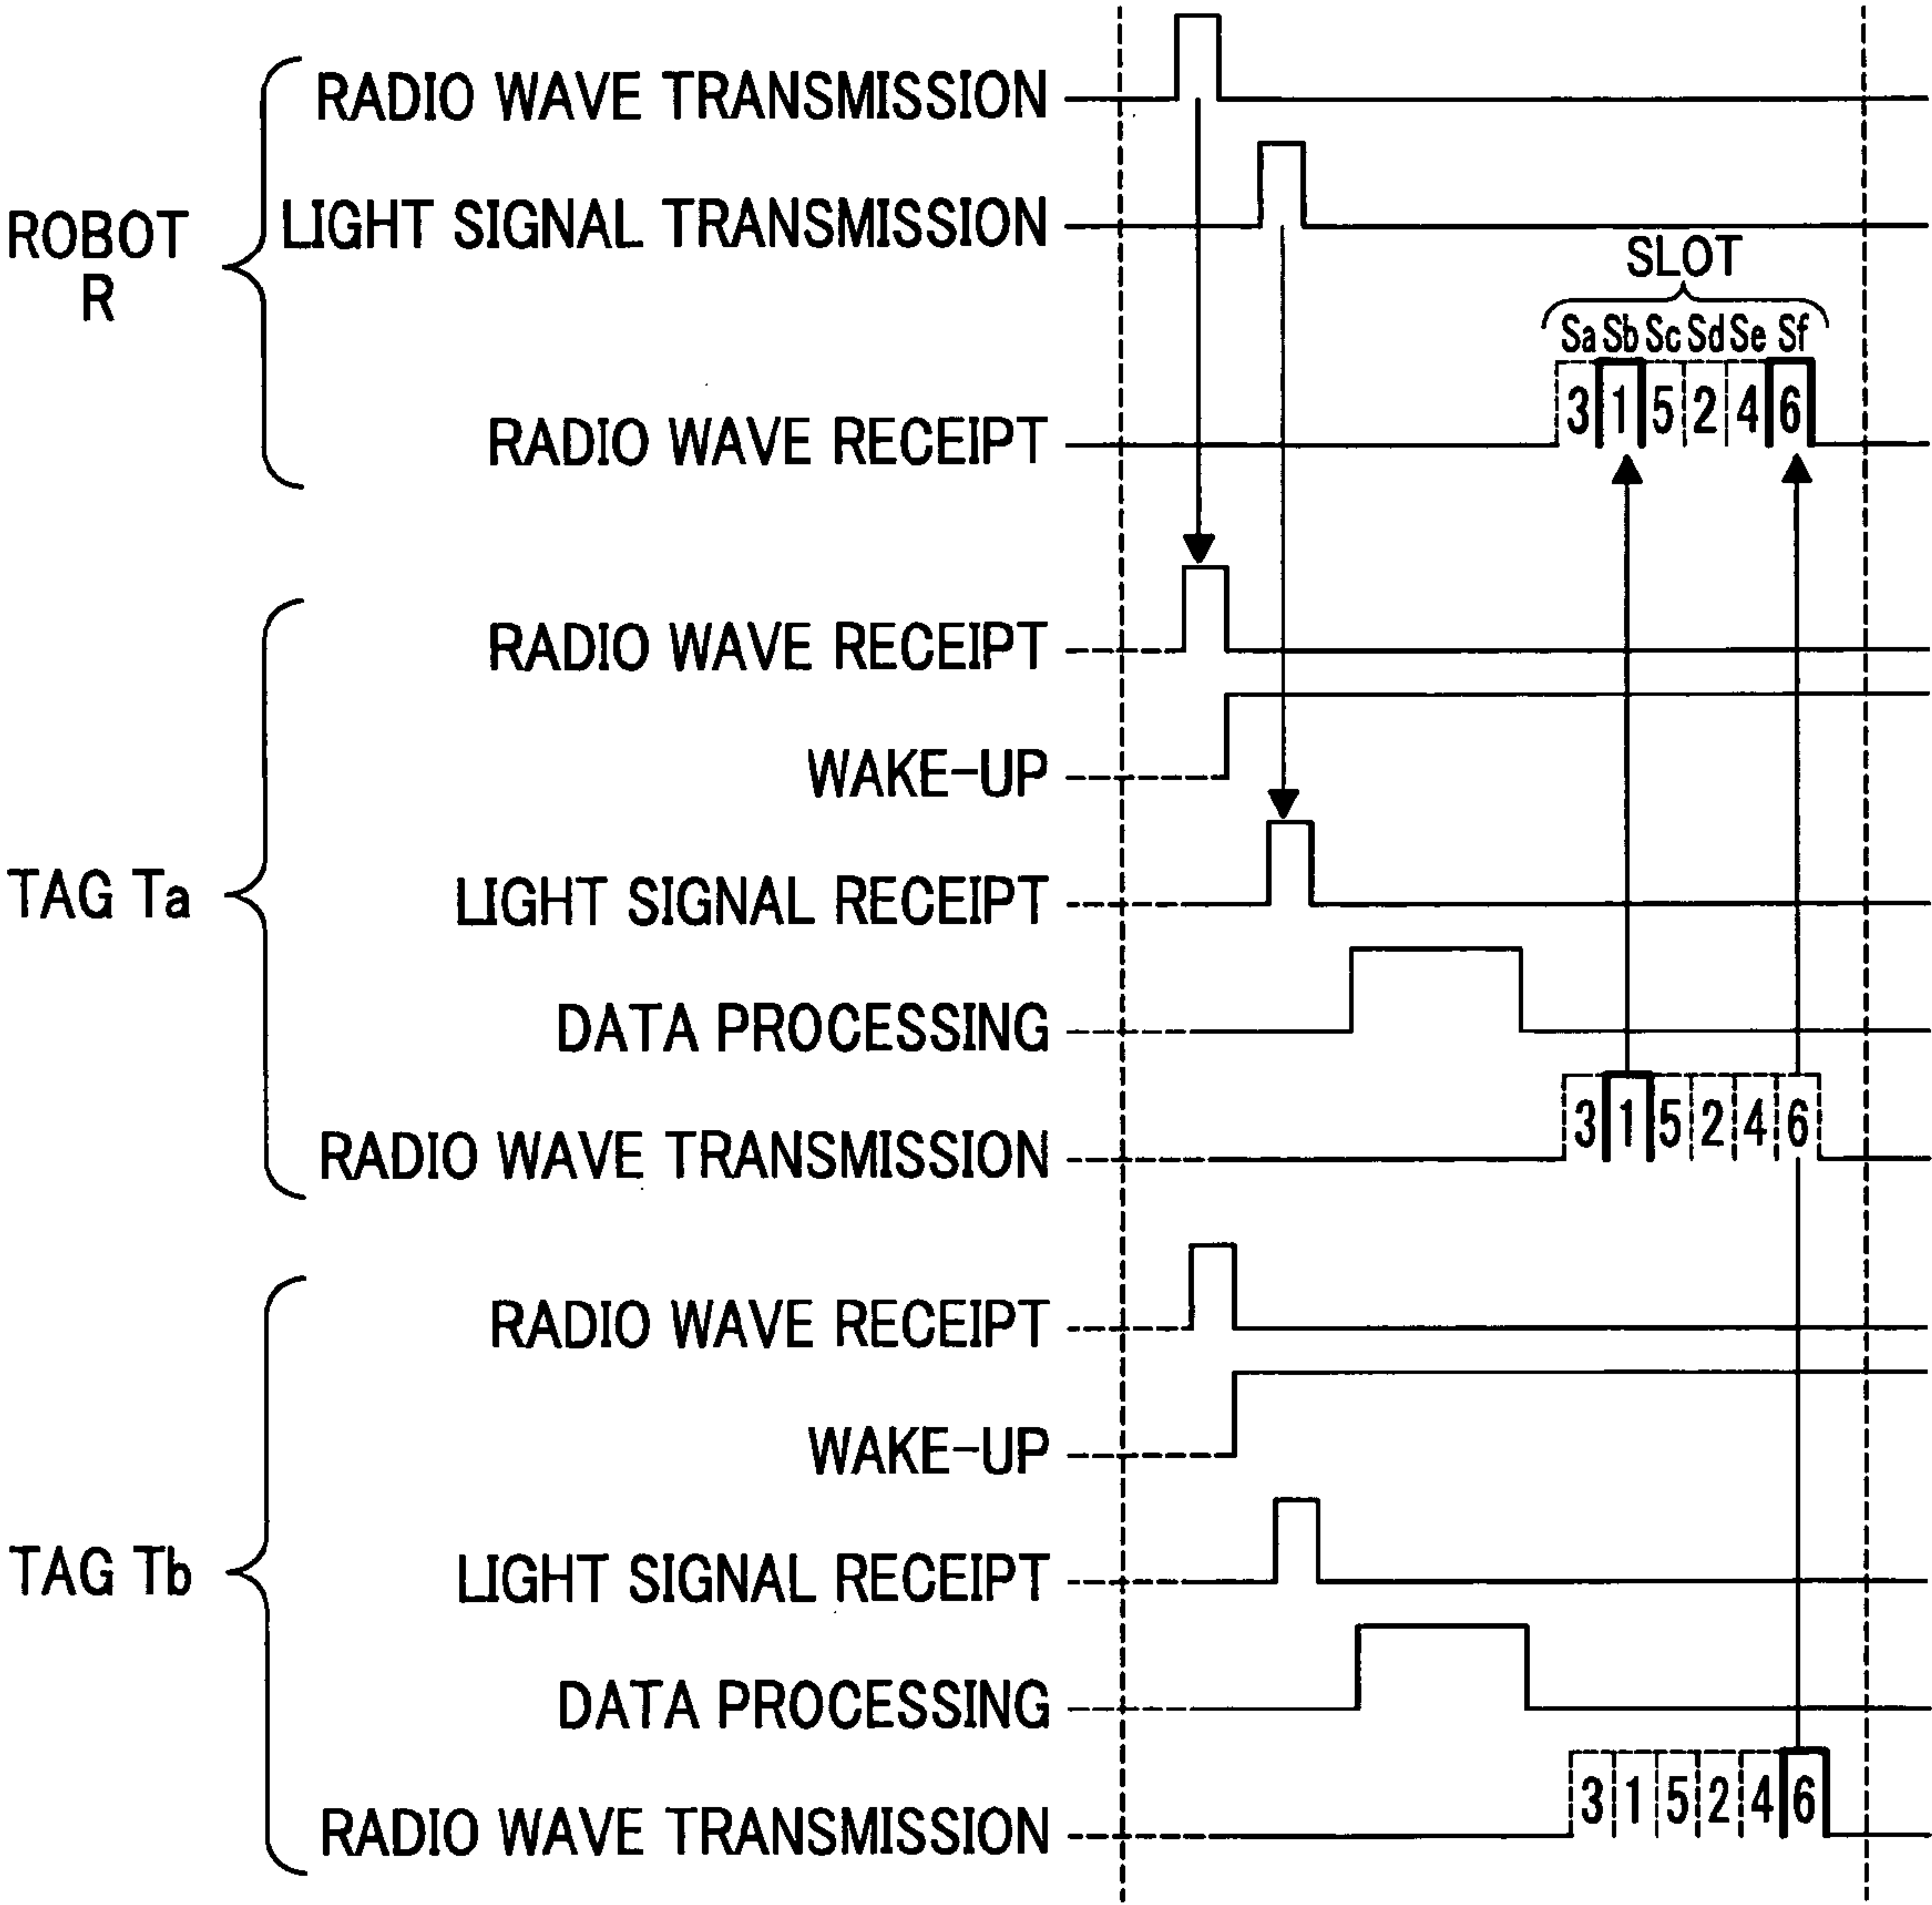 RADIO WAVE TRANSMISSION
LIGHT SIGNAL TRANSMISSION
ROBOT
R
SLOT
Sa Sb Sc Sd Se Sf
3 1 5 2 4 6
RADIO WAVE RECEIPT
RADIO WAVE RECEIPT
WAKE-UP
TAG Ta
LIGHT SIGNAL RECEIPT
DATA PROCESSING
3 1 5 2 4 6
RADIO WAVE TRANSMISSION
RADIO WAVE RECEIPT
WAKE-UP
TAG Tb
LIGHT SIGNAL RECEIPT
DATA PROCESSING
3 1 5 2 4 6
RADIO WAVE TRANSMISSION